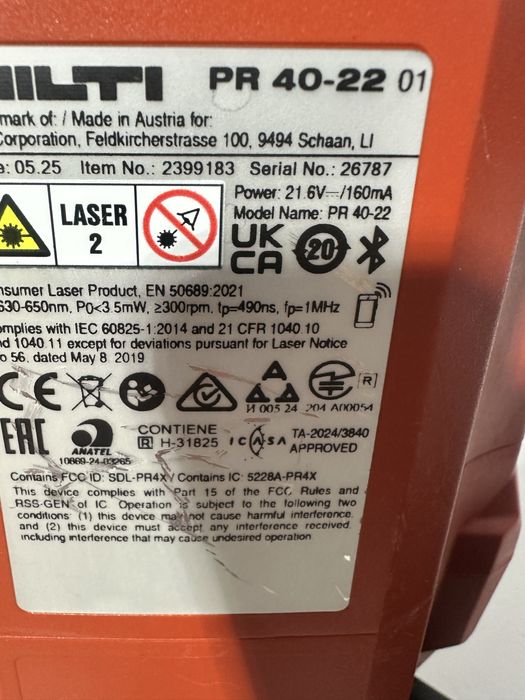 HILTI PR 40-22 01
mark of: / Made in Austria for:
Corporation, Feldkircherstrasse 100, 9494 Schaan, LI
e: 05.25 Item No.: 2399183 Serial No.: 26787
Power: 21.6V⎓/160mA
Model Name: PR 40-22
LASER
2
UK
CA
20
onsumer Laser Product, EN 50689:2021
630-650nm, P0<3.5mW, ≥300rpm, tp=490ns, fp=1MHz
omplies with IEC 60825-1:2014 and 21 CFR 1040.10
nd 1040.11 except for deviations pursuant for Laser Notice
o 56, dated May 8, 2019
CE
R
И 005 24 204-A00054
EAC
ANATEL
10869-24-03265
CONTIENE
R H-31825
ICASA
TA-2024/3840
APPROVED
Contains FCC ID: SDL-PR4X / Contains IC: 5228A-PR4X
This device complies with Part 15 of the FCC Rules and
RSS-GEN of IC. Operation is subject to the following two
conditions: (1) this device may not cause harmful interference,
and (2) this device must accept any interference received,
including interference that may cause undesired operation.